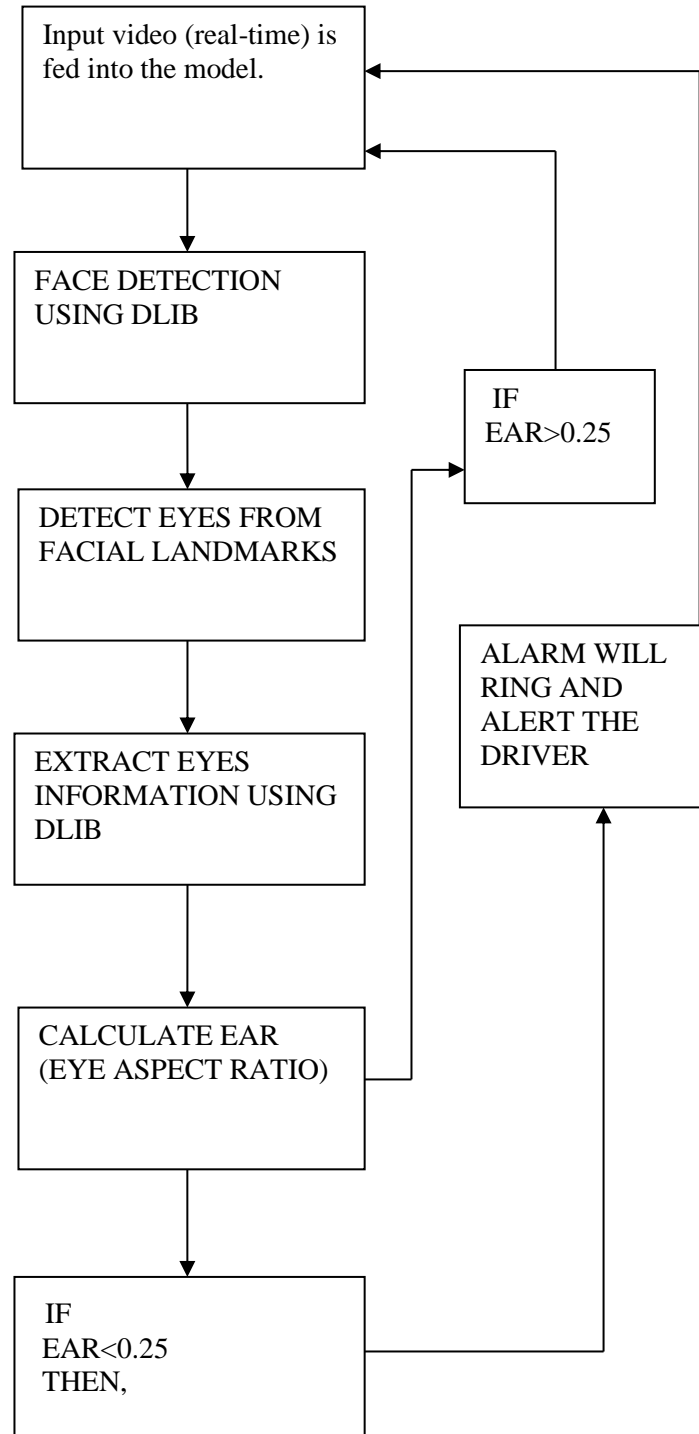 Input video (real-time) is
fed into the model.
FACE DETECTION
USING DLIB
IF
EAR>0.25
DETECT EYES FROM
FACIAL LANDMARKS
ALARM WILL
RING AND
ALERT THE
DRIVER
EXTRACT EYES
INFORMATION USING
DLIB
CALCULATE EAR
(EYE ASPECT RATIO)
IF
EAR<0.25
THEN,